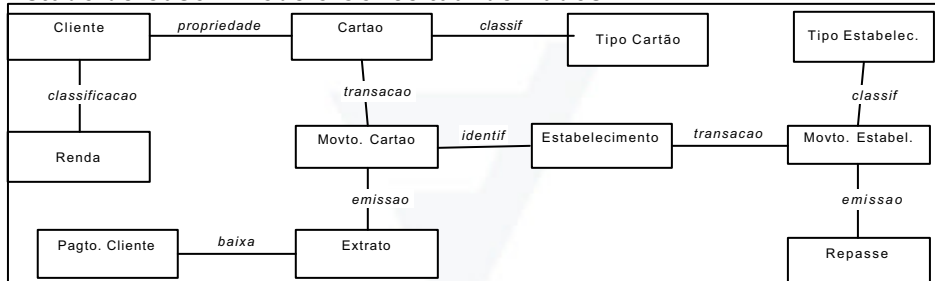 Cliente
propriedade
Cartao
classif
Tipo Cartão
Tipo Estabelec.
classificacao
transacao
classif
Renda
Movto. Cartao
identif
Estabelecimento
transacao
Movto. Estabel.
emissao
emissao
Pagto. Cliente
baixa
Extrato
Repasse